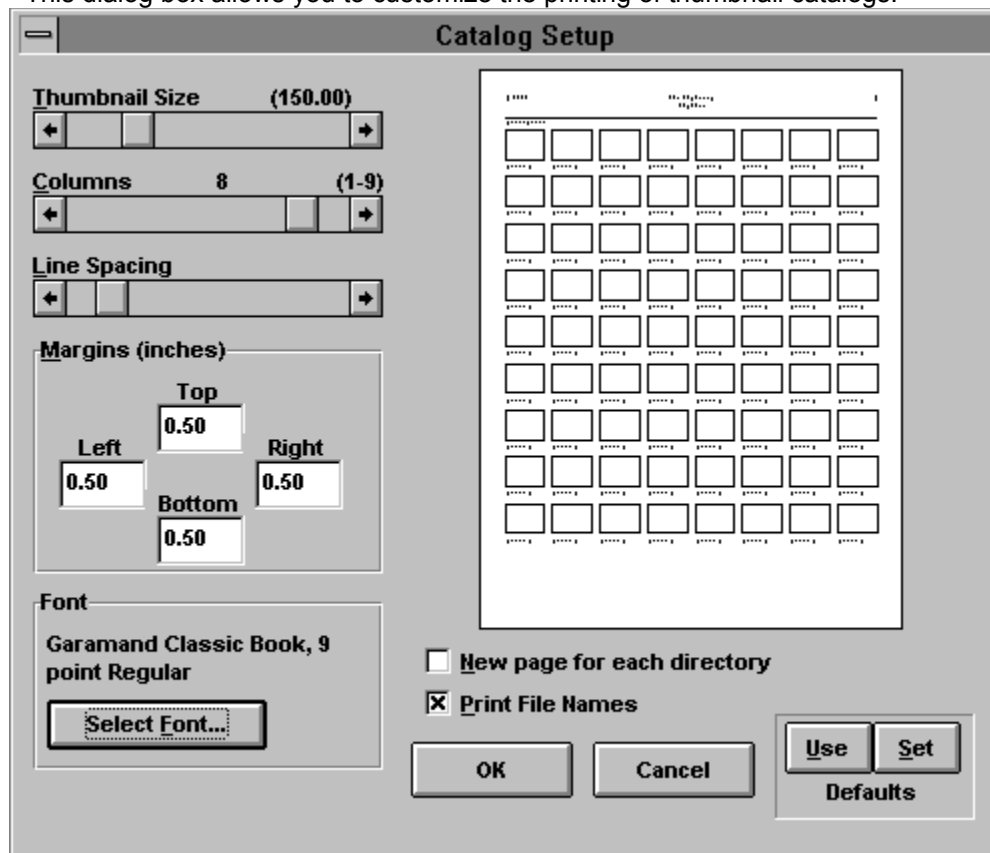 This dialog box allows you to customize the printing of thumbnail catalogs.
Catalog Setup
Thumbnail Size (150.00)
Columns 8 (1-9)
Line Spacing
Margins (inches)
Top
0.50
Left
0.50
Right
0.50
Bottom
0.50
Font
Garamand Classic Book, 9
point Regular
Select Font...
New page for each directory
Print File Names
OK
Cancel
Use
Set
Defaults